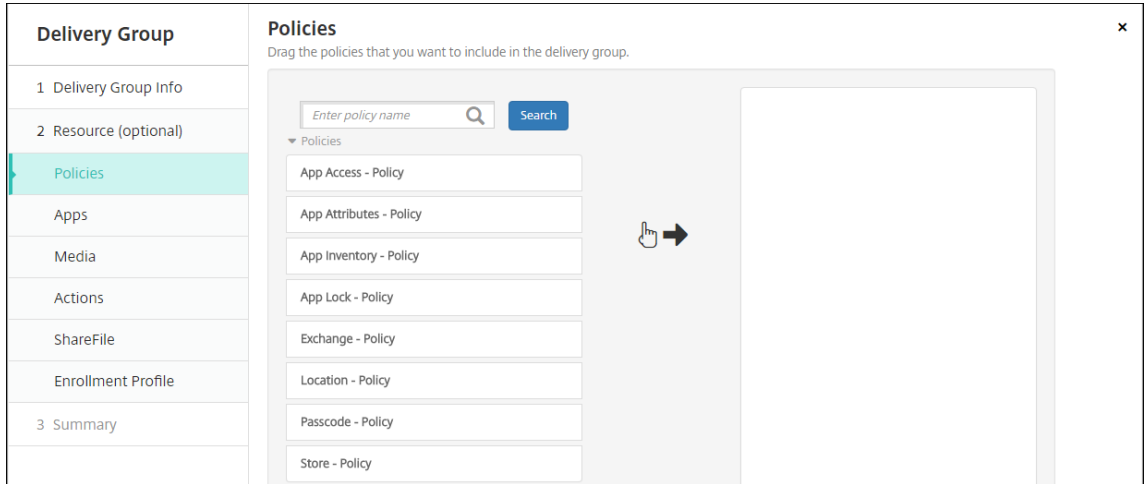 Delivery Group
1 Delivery Group Info
2 Resource (optional)
Policies
Apps
Media
Actions
ShareFile
Enrollment Profile
3 Summary
Policies
×
Drag the policies that you want to include in the delivery group.
Enter policy name
Search
Policies
App Access - Policy
App Attributes - Policy
App Inventory - Policy
App Lock - Policy
Exchange - Policy
Location - Policy
Passcode - Policy
Store - Policy